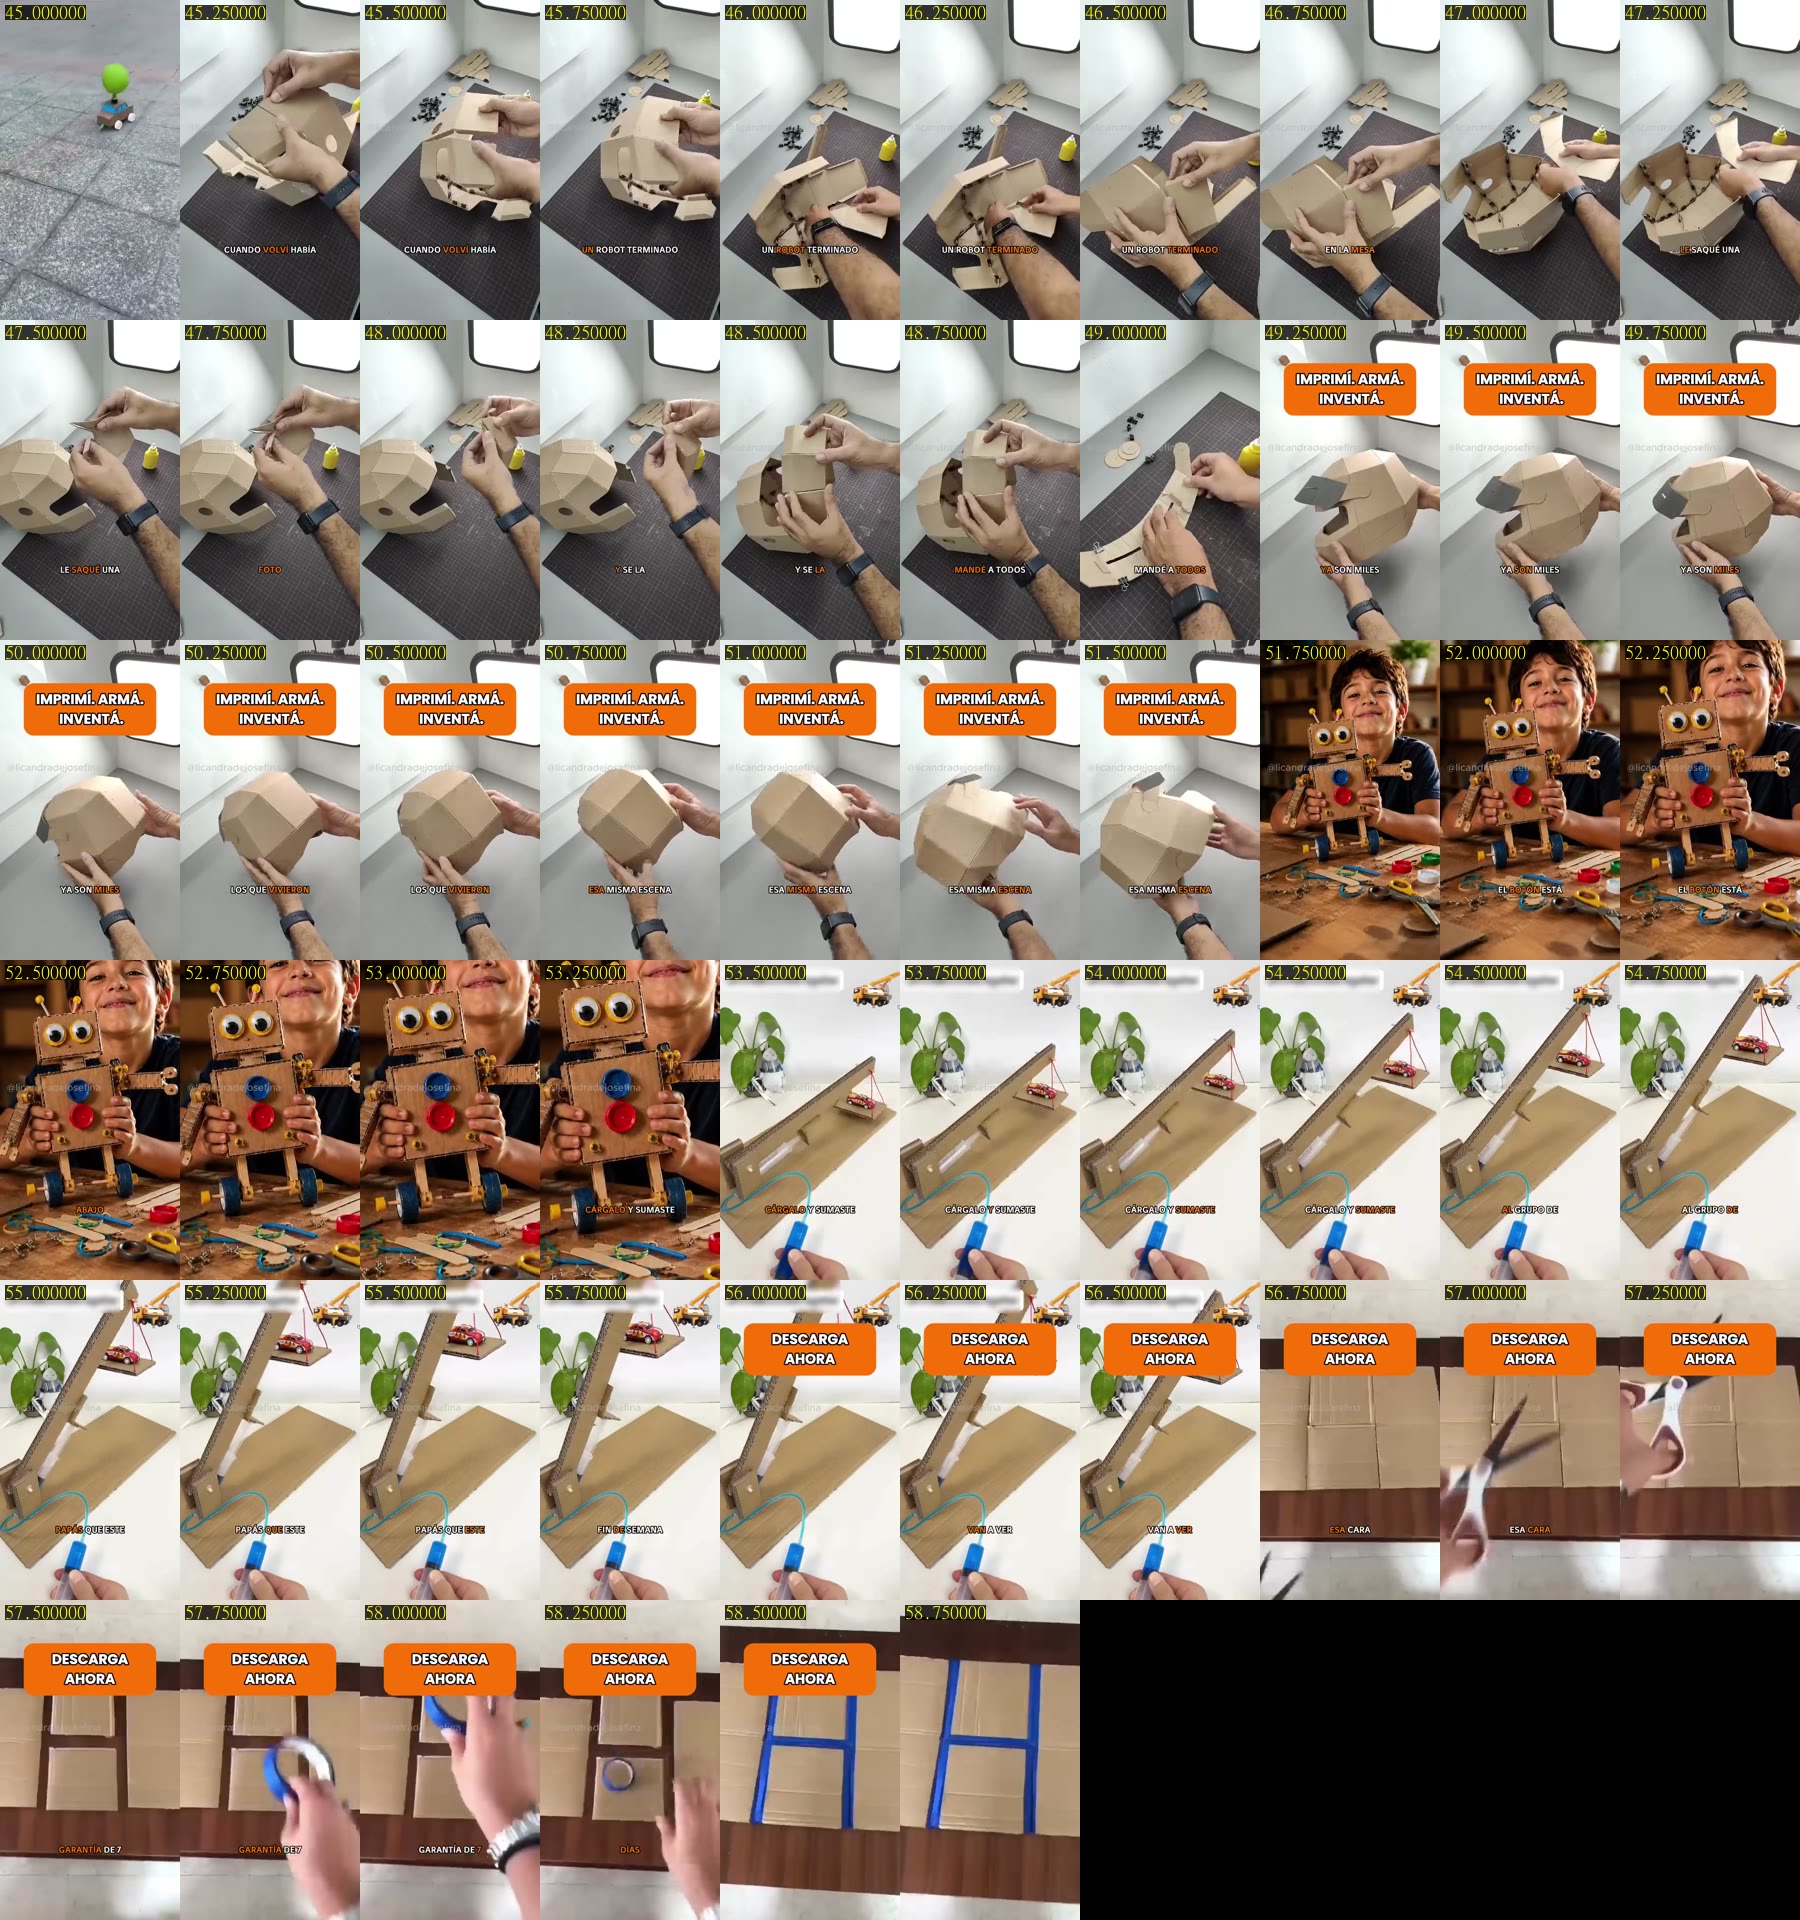 45.000000
45.250000
45.500000
45.750000
46.000000
46.250000
46.500000
46.750000
47.000000
47.250000
@licandradejosefina
CUANDO VOLVÍ HABÍA
CUANDO VOLVÍ HABÍA
UN ROBOT TERMINADO
UN ROBOT TERMINADO
UN ROBOT TERMINADO
UN ROBOT TERMINADO
EN LA MESA
LE SAQUÉ UNA
47.500000
47.750000
48.000000
48.250000
48.500000
48.750000
49.000000
49.250000
49.500000
49.750000
IMPRIMÍ. ARMÁ.
INVENTÁ.
IMPRIMÍ. ARMÁ.
INVENTÁ.
IMPRIMÍ. ARMÁ.
INVENTÁ.
@licandradejosefina
LE SAQUÉ UNA
FOTO
Y SE LA
Y SE LA
MANDÉ A TODOS
MANDÉ A TODOS
YA SON MILES
YA SON MILES
YA SON MILES
50.000000
50.250000
50.500000
50.750000
51.000000
51.250000
51.500000
51.750000
52.000000
52.250000
IMPRIMÍ. ARMÁ.
INVENTÁ.
IMPRIMÍ. ARMÁ.
INVENTÁ.
IMPRIMÍ. ARMÁ.
INVENTÁ.
IMPRIMÍ. ARMÁ.
INVENTÁ.
IMPRIMÍ. ARMÁ.
INVENTÁ.
IMPRIMÍ. ARMÁ.
INVENTÁ.
IMPRIMÍ. ARMÁ.
INVENTÁ.
@licandradejosefina
YA SON MILES
LOS QUE VIVIERON
LOS QUE VIVIERON
ESA MISMA ESCENA
ESA MISMA ESCENA
ESA MISMA ESCENA
ESA MISMA ESCENA
EL BOTÓN ESTÁ
EL BOTÓN ESTÁ
52.500000
52.750000
53.000000
53.250000
53.500000
53.750000
54.000000
54.250000
54.500000
54.750000
@licandradejosefina
ABAJO
CÁRGALO Y SUMASTE
CÁRGALO Y SUMASTE
CÁRGALO Y SUMASTE
CÁRGALO Y SUMASTE
CÁRGALO Y SUMASTE
AL GRUPO DE
AL GRUPO DE
55.000000
55.250000
55.500000
55.750000
56.000000
56.250000
56.500000
56.750000
57.000000
57.250000
DESCARGA
AHORA
DESCARGA
AHORA
DESCARGA
AHORA
DESCARGA
AHORA
DESCARGA
AHORA
DESCARGA
AHORA
PAPÁS QUE ESTE
PAPÁS QUE ESTE
PAPÁS QUE ESTE
FIN DE SEMANA
VAN A VER
VAN A VER
ESA CARA
ESA CARA
57.500000
57.750000
58.000000
58.250000
58.500000
58.750000
DESCARGA
AHORA
DESCARGA
AHORA
DESCARGA
AHORA
DESCARGA
AHORA
DESCARGA
AHORA
GARANTÍA DE 7
GARANTÍA DE 7
GARANTÍA DE 7
DÍAS